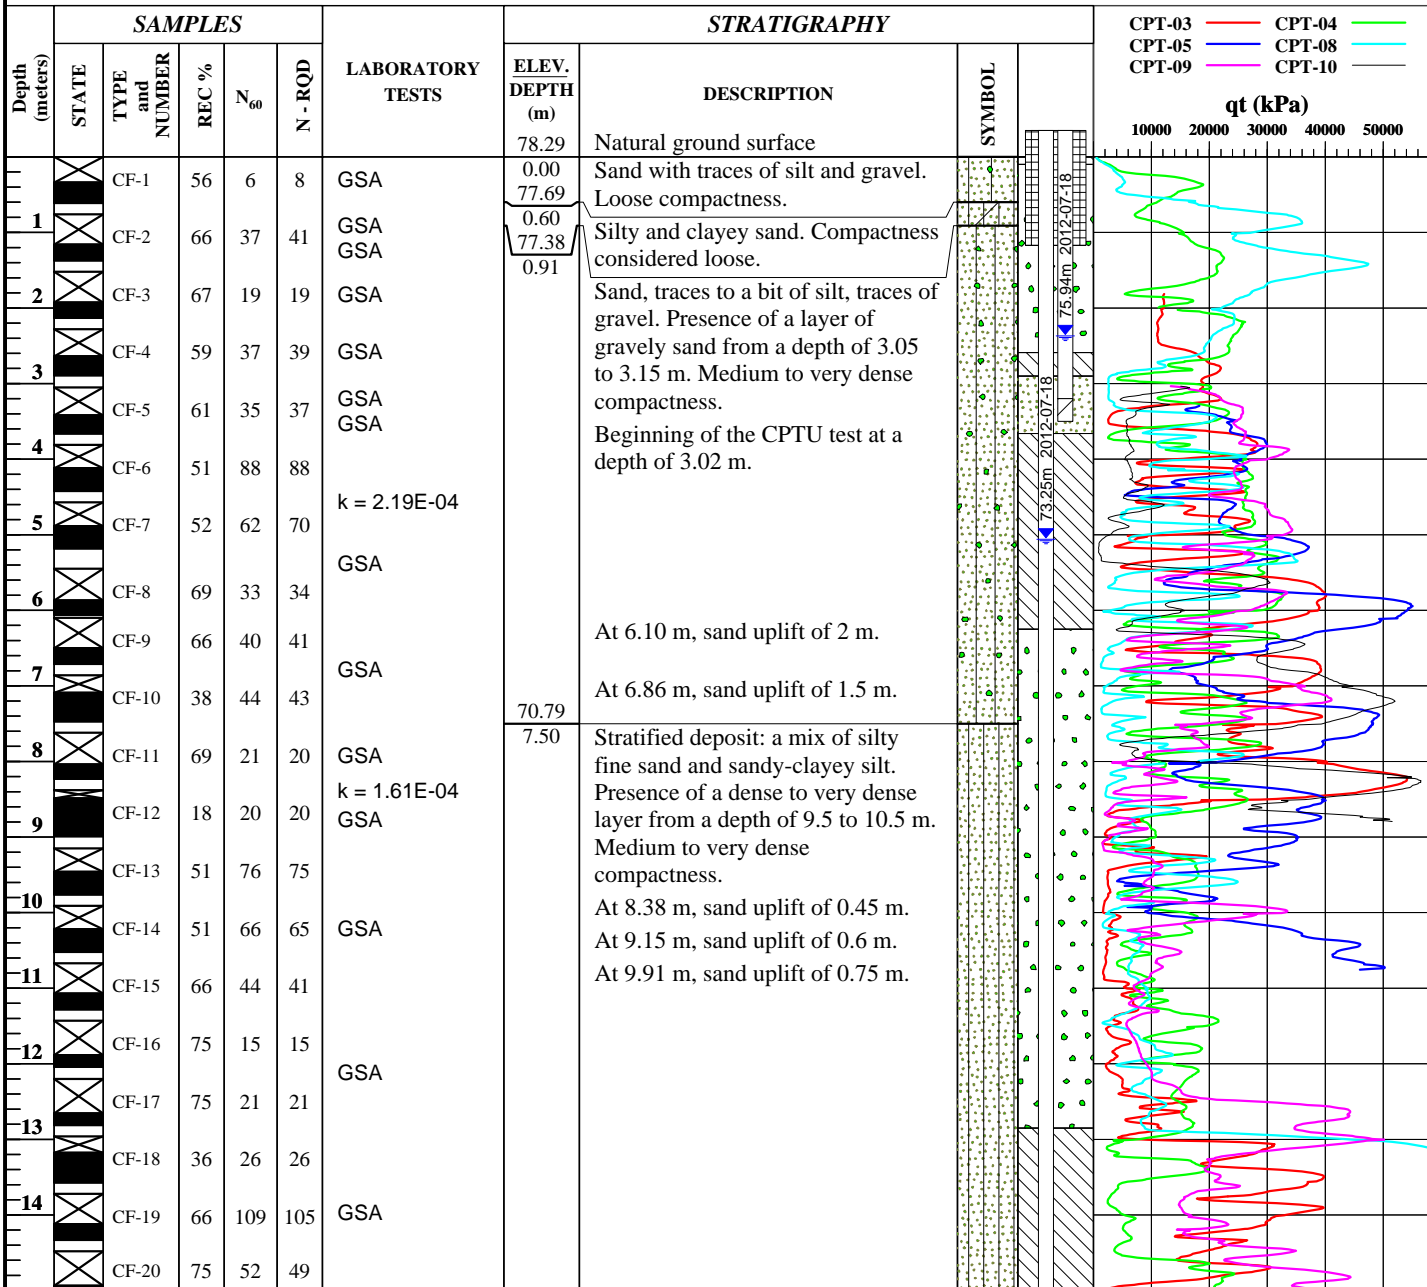 SAMPLES
STRATIGRAPHY
CPT-03 CPT-04
CPT-05 CPT-08
CPT-09 CPT-10
Depth (meters)
STATE
TYPE and NUMBER
REC %
N60
N - RQD
LABORATORY
TESTS
ELEV.
DEPTH
(m)
DESCRIPTION
SYMBOL
qt (kPa)
10000 20000 30000 40000 50000
78.29 Natural ground surface
0.00 Sand with traces of silt and gravel.
77.69 Loose compactness.
0.60 Silty and clayey sand. Compactness
77.38 considered loose.
0.91
Sand, traces to a bit of silt, traces of
gravel. Presence of a layer of
gravely sand from a depth of 3.05
to 3.15 m. Medium to very dense
compactness.
Beginning of the CPTU test at a
depth of 3.02 m.
At 6.10 m, sand uplift of 2 m.
At 6.86 m, sand uplift of 1.5 m.
70.79
7.50 Stratified deposit: a mix of silty
fine sand and sandy-clayey silt.
Presence of a dense to very dense
layer from a depth of 9.5 to 10.5 m.
Medium to very dense
compactness.
At 8.38 m, sand uplift of 0.45 m.
At 9.15 m, sand uplift of 0.6 m.
At 9.91 m, sand uplift of 0.75 m.
CF-1 56 6 8 GSA
1
GSA
CF-2 66 37 41
GSA
2
CF-3 67 19 19 GSA
CF-4 59 37 39 GSA
3
GSA
CF-5 61 35 37
GSA
4
CF-6 51 88 88
k = 2.19E-04
5
CF-7 52 62 70
GSA
CF-8 69 33 34
6
CF-9 66 40 41
7
GSA
CF-10 38 44 43
8
CF-11 69 21 20 GSA
k = 1.61E-04
CF-12 18 20 20
GSA
9
CF-13 51 76 75
10
CF-14 51 66 65 GSA
11
CF-15 66 44 41
CF-16 75 15 15
12
GSA
CF-17 75 21 21
13
CF-18 36 26 26
14
GSA
CF-19 66 109 105
CF-20 75 52 49
75.94m 2012-07-18
73.25m 2012-07-18